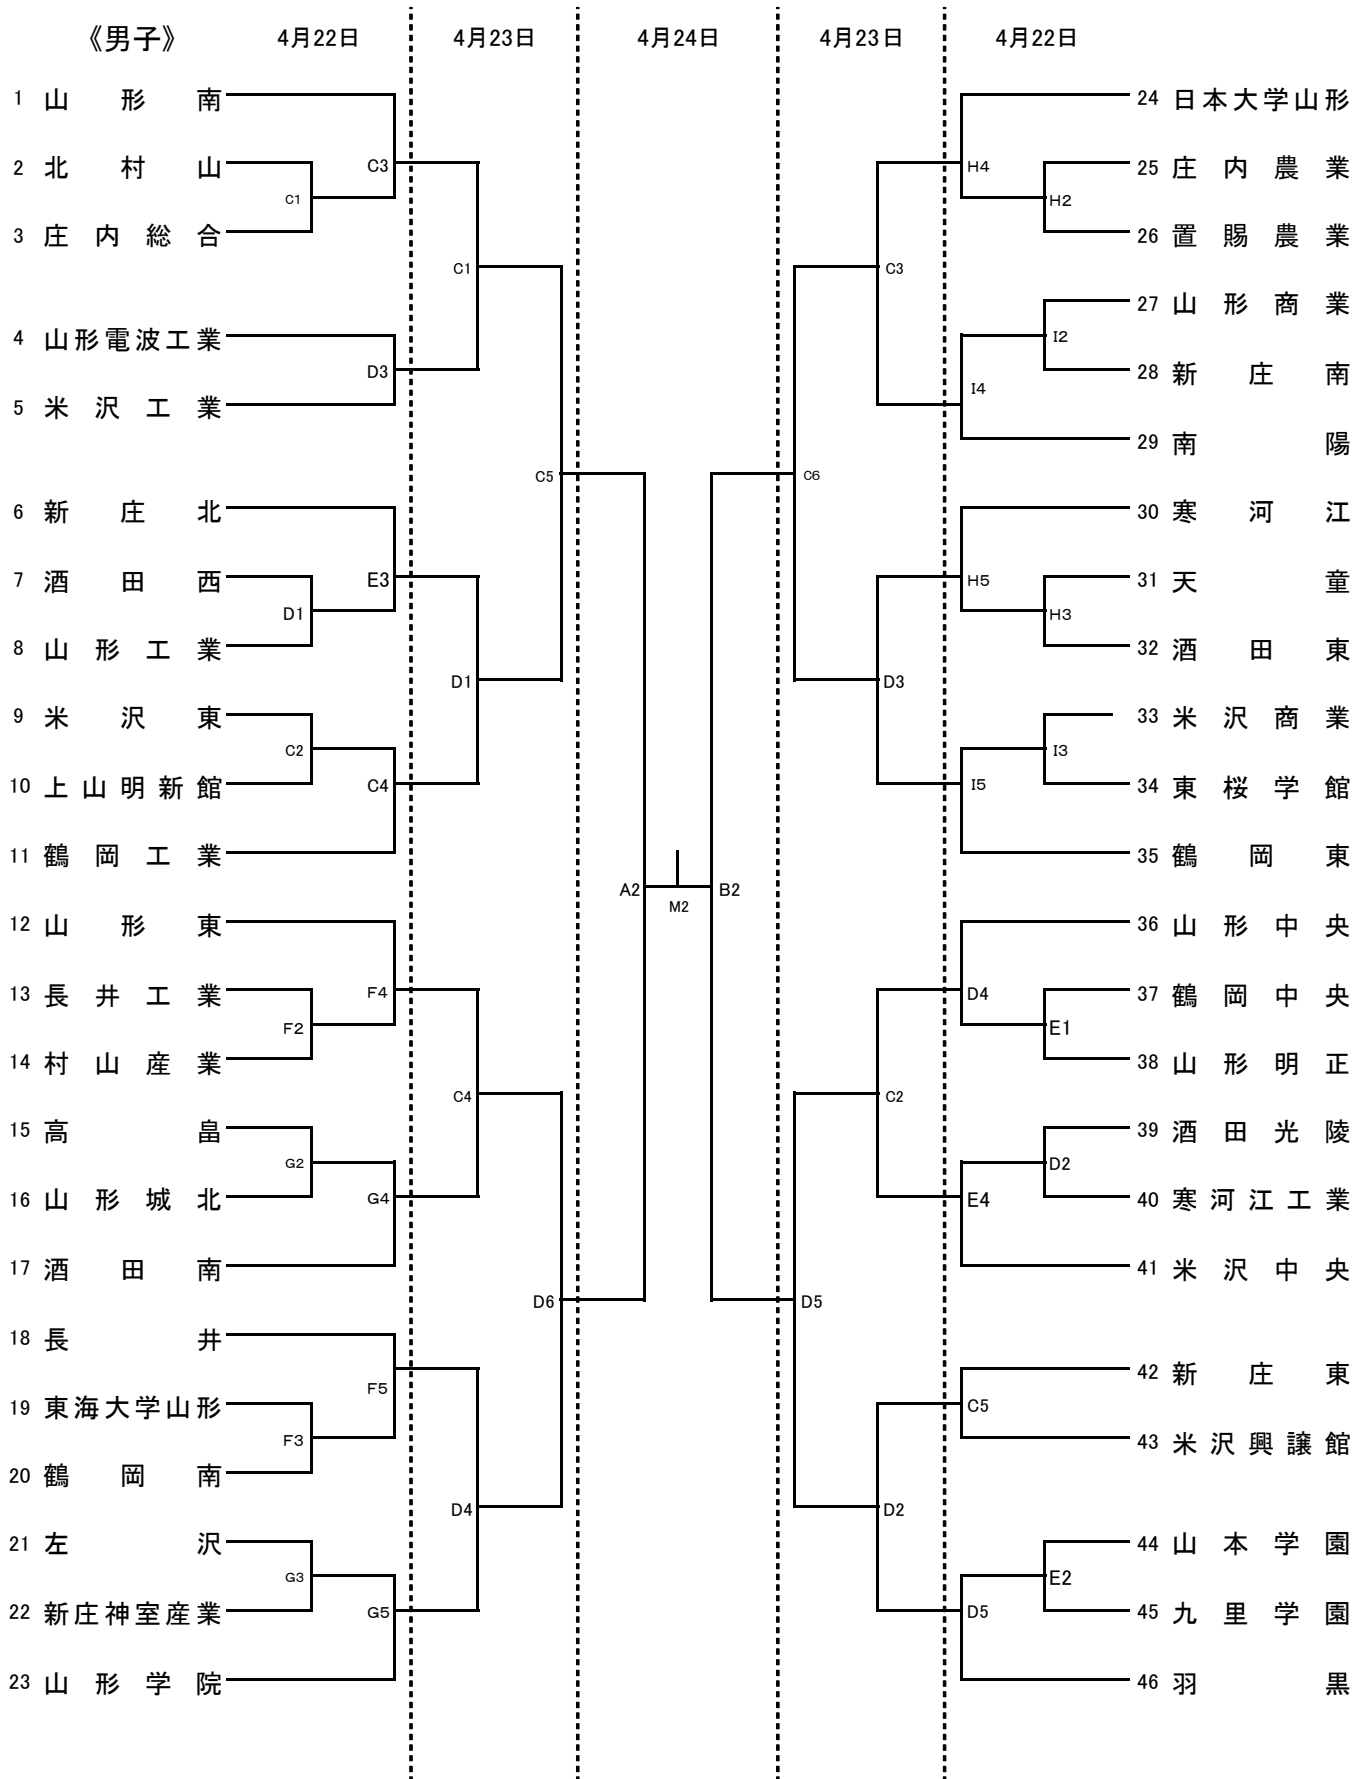 《男子》 4月22日 4月23日 4月24日 4月23日 4月22日
1 山形南
2 北村山
3 庄内総合
4 山形電波工業
5 米沢工業
6 新庄北
7 酒田西
8 山形工業
9 米沢東
10 上山明新館
11 鶴岡工業
12 山形東
13 長井工業
14 村山産業
15 高畠
16 山形城北
17 酒田南
18 長井
19 東海大学山形
20 鶴岡南
21 左沢
22 新庄神室産業
23 山形学院
C1
C3
D3
D1
E3
C2
C4
F2
F4
G2
G4
F3
F5
G3
G5
C1
D1
C4
D4
C5
D6
A2
M2
B2
C6
D5
C3
D3
C2
D2
H4
I4
H5
I5
D4
E4
C5
D5
H2
I2
H3
I3
E1
D2
E2
24 日本大学山形
25 庄内農業
26 置賜農業
27 山形商業
28 新庄南
29 南陽
30 寒河江
31 天童
32 酒田東
33 米沢商業
34 東桜学館
35 鶴岡東
36 山形中央
37 鶴岡中央
38 山形明正
39 酒田光陵
40 寒河江工業
41 米沢中央
42 新庄東
43 米沢興譲館
44 山本学園
45 九里学園
46 羽黒